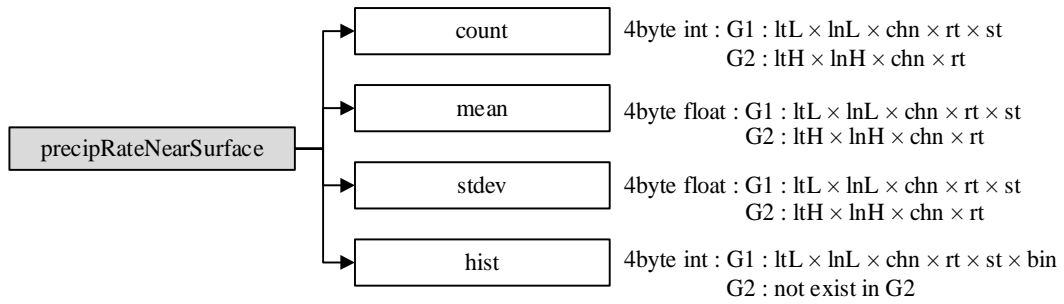 count
4byte int : G1 : ltL × lnL × chn × rt × st
G2 : ltH × lnH × chn × rt
mean
4byte float : G1 : ltL × lnL × chn × rt × st
G2 : ltH × lnH × chn × rt
precipRateNearSurface
stdev
4byte float : G1 : ltL × lnL × chn × rt × st
G2 : ltH × lnH × chn × rt
hist
4byte int : G1 : ltL × lnL × chn × rt × st × bin
G2 : not exist in G2